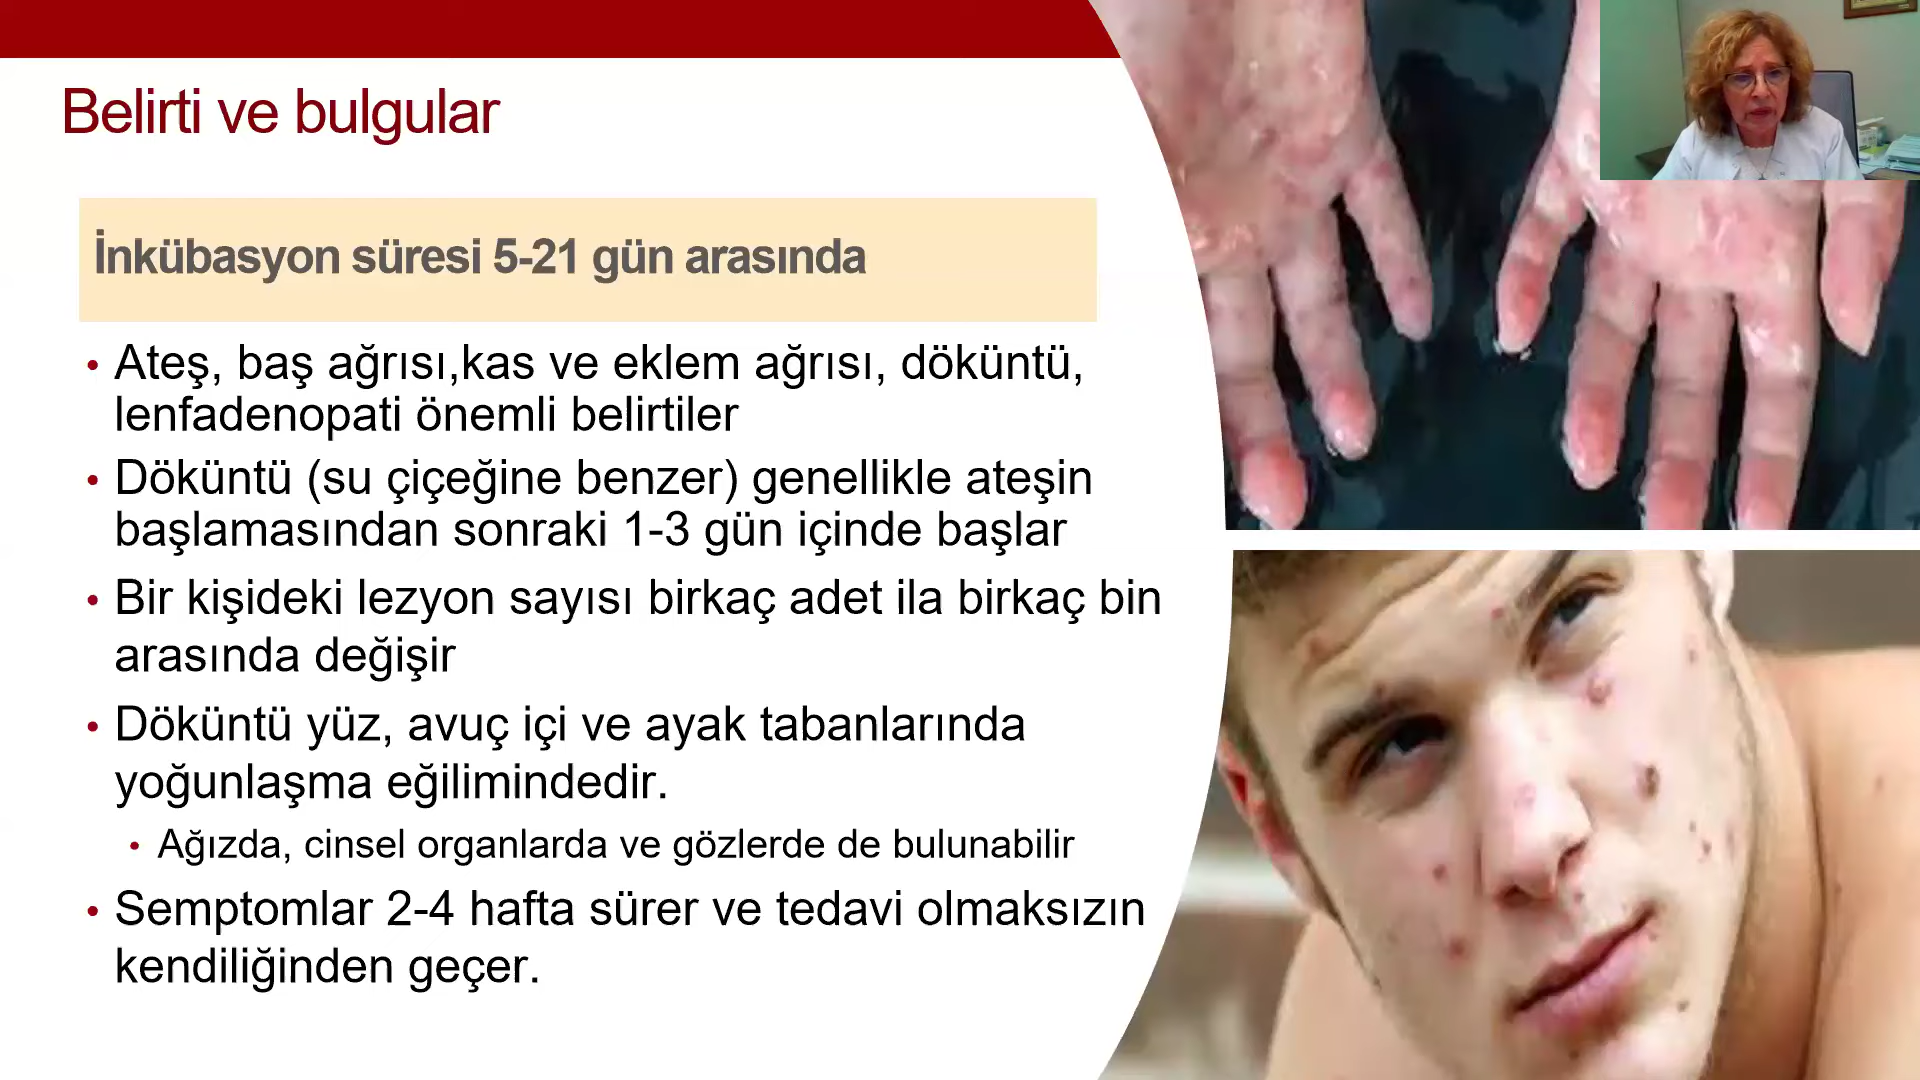 Belirti ve bulgular
İnkübasyon süresi 5-21 gün arasında
• Ateş, baş ağrısı,kas ve eklem ağrısı, döküntü,
lenfadenopati önemli belirtiler
• Döküntü (su çiçeğine benzer) genellikle ateşin
başlamasından sonraki 1-3 gün içinde başlar
• Bir kişideki lezyon sayısı birkaç adet ila birkaç bin
arasında değişir
• Döküntü yüz, avuç içi ve ayak tabanlarında
yoğunlaşma eğilimindedir.
• Ağızda, cinsel organlarda ve gözlerde de bulunabilir
• Semptomlar 2-4 hafta sürer ve tedavi olmaksızın
kendiliğinden geçer.